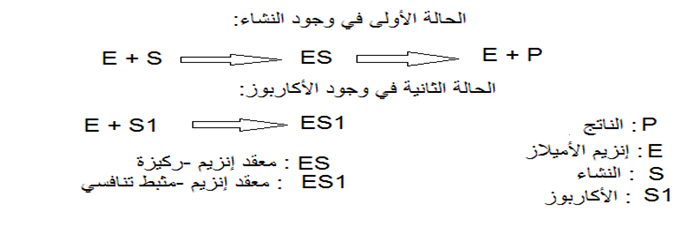 الحالة الأولى في وجود النشاء:
E + S ES E + P
الحالة الثانية في وجود الأكاربوز:
E + S1 ES1
P : الناتج
E : إنزيم الأميلاز
S : النشاء
S1 : الأكاربوز
ES : معقد إنزيم -ركيزة
ES1 : معقد إنزيم -مثبط تنافسي